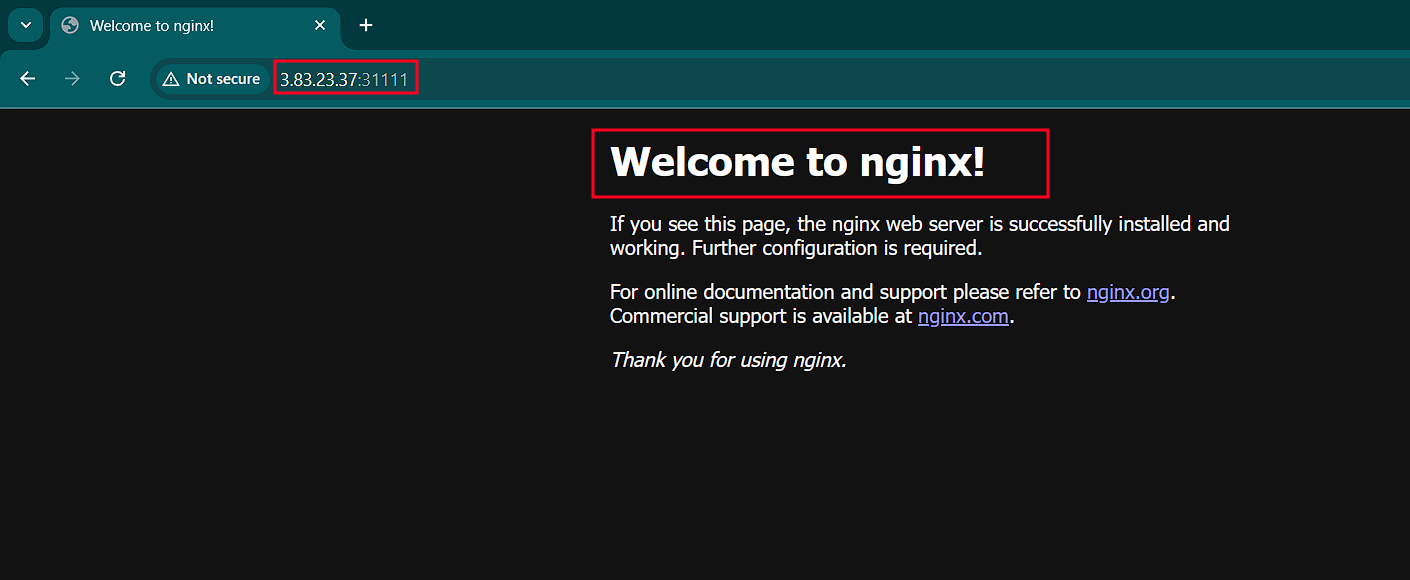 Welcome to nginx!
Not secure
3.83.23.37:31111
Welcome to nginx!
If you see this page, the nginx web server is successfully installed and
working. Further configuration is required.
For online documentation and support please refer to nginx.org.
Commercial support is available at nginx.com.
Thank you for using nginx.